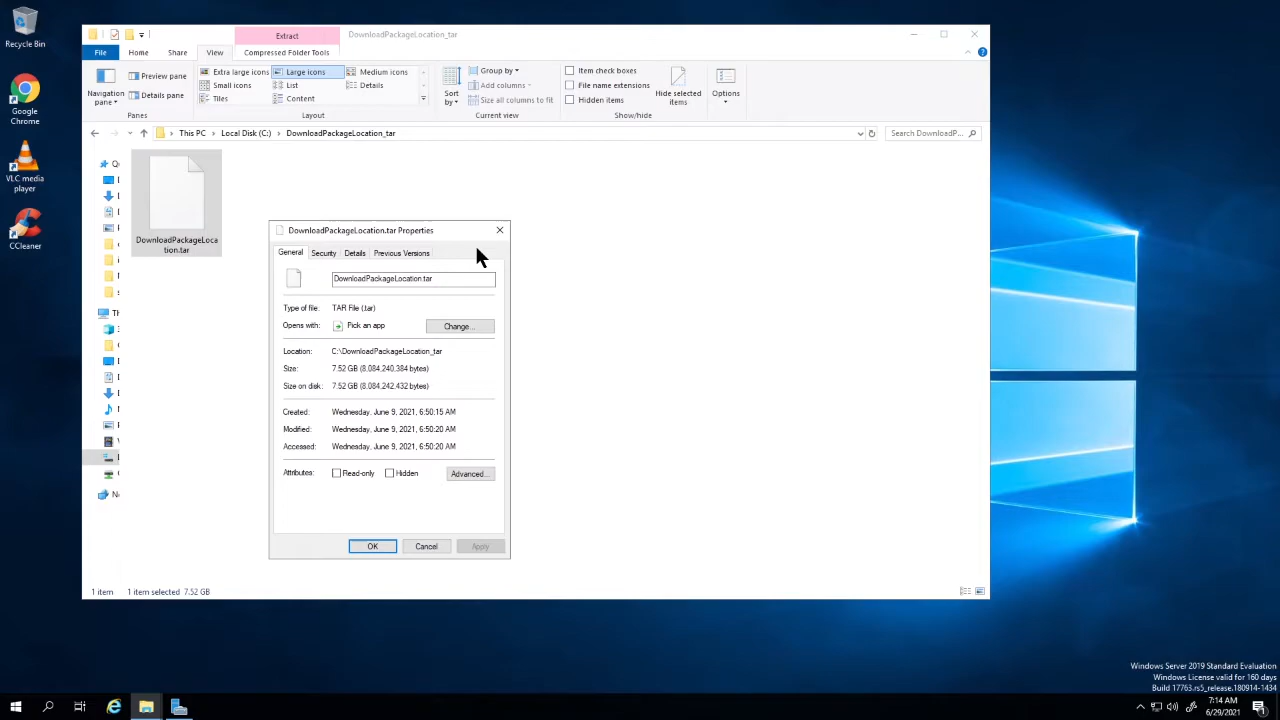 Recycle Bin
Google
Chrome
VLC media
player
CCleaner
Extract
DownloadPackageLocation_tar
File
Home
Share
View
Compressed Folder Tools
Navigation
pane
Preview pane
Details pane
Panes
Extra large icons
Large icons
Medium icons
Small icons
List
Details
Tiles
Content
Layout
Sort
by
Group by
Add columns
Size all columns to fit
Current view
Item check boxes
File name extensions
Hidden items
Hide selected
items
Show/hide
Options
This PC
Local Disk (C:)
DownloadPackageLocation_tar
Search DownloadP...
DownloadPackageLoca
tion.tar
DownloadPackageLocation.tar Properties
General
Security
Details
Previous Versions
DownloadPackageLocation.tar
Type of file: TAR File (.tar)
Opens with: Pick an app
Change...
Location: C:\DownloadPackageLocation_tar
Size: 7.52 GB (8,084,240,384 bytes)
Size on disk: 7.52 GB (8,084,242,432 bytes)
Created: Wednesday, June 9, 2021, 6:50:15 AM
Modified: Wednesday, June 9, 2021, 6:50:20 AM
Accessed: Wednesday, June 9, 2021, 6:50:20 AM
Attributes: Read-only Hidden Advanced...
OK
Cancel
Apply
1 item
1 item selected 7.52 GB
Windows Server 2019 Standard Evaluation
Windows License valid for 160 days
Build 17763.rs5_release.180914-1434
7:14 AM
6/29/2021